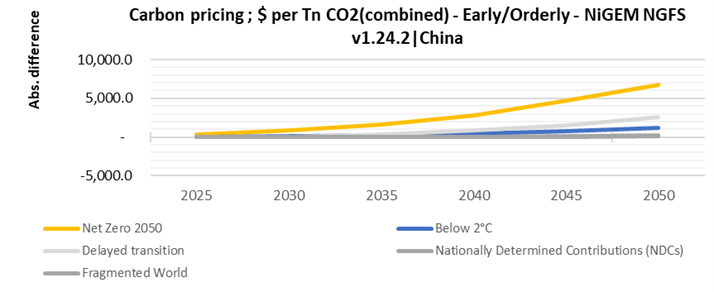 Carbon pricing ; $ per Tn CO2(combined) - Early/Orderly - NiGEM NGFS
v1.24.2|China
Abs. difference
10,000.0
5,000.0
-
-5,000.0
2025 2030 2035 2040 2045 2050
Net Zero 2050 Below 2°C
Delayed transition Nationally Determined Contributions (NDCs)
Fragmented World